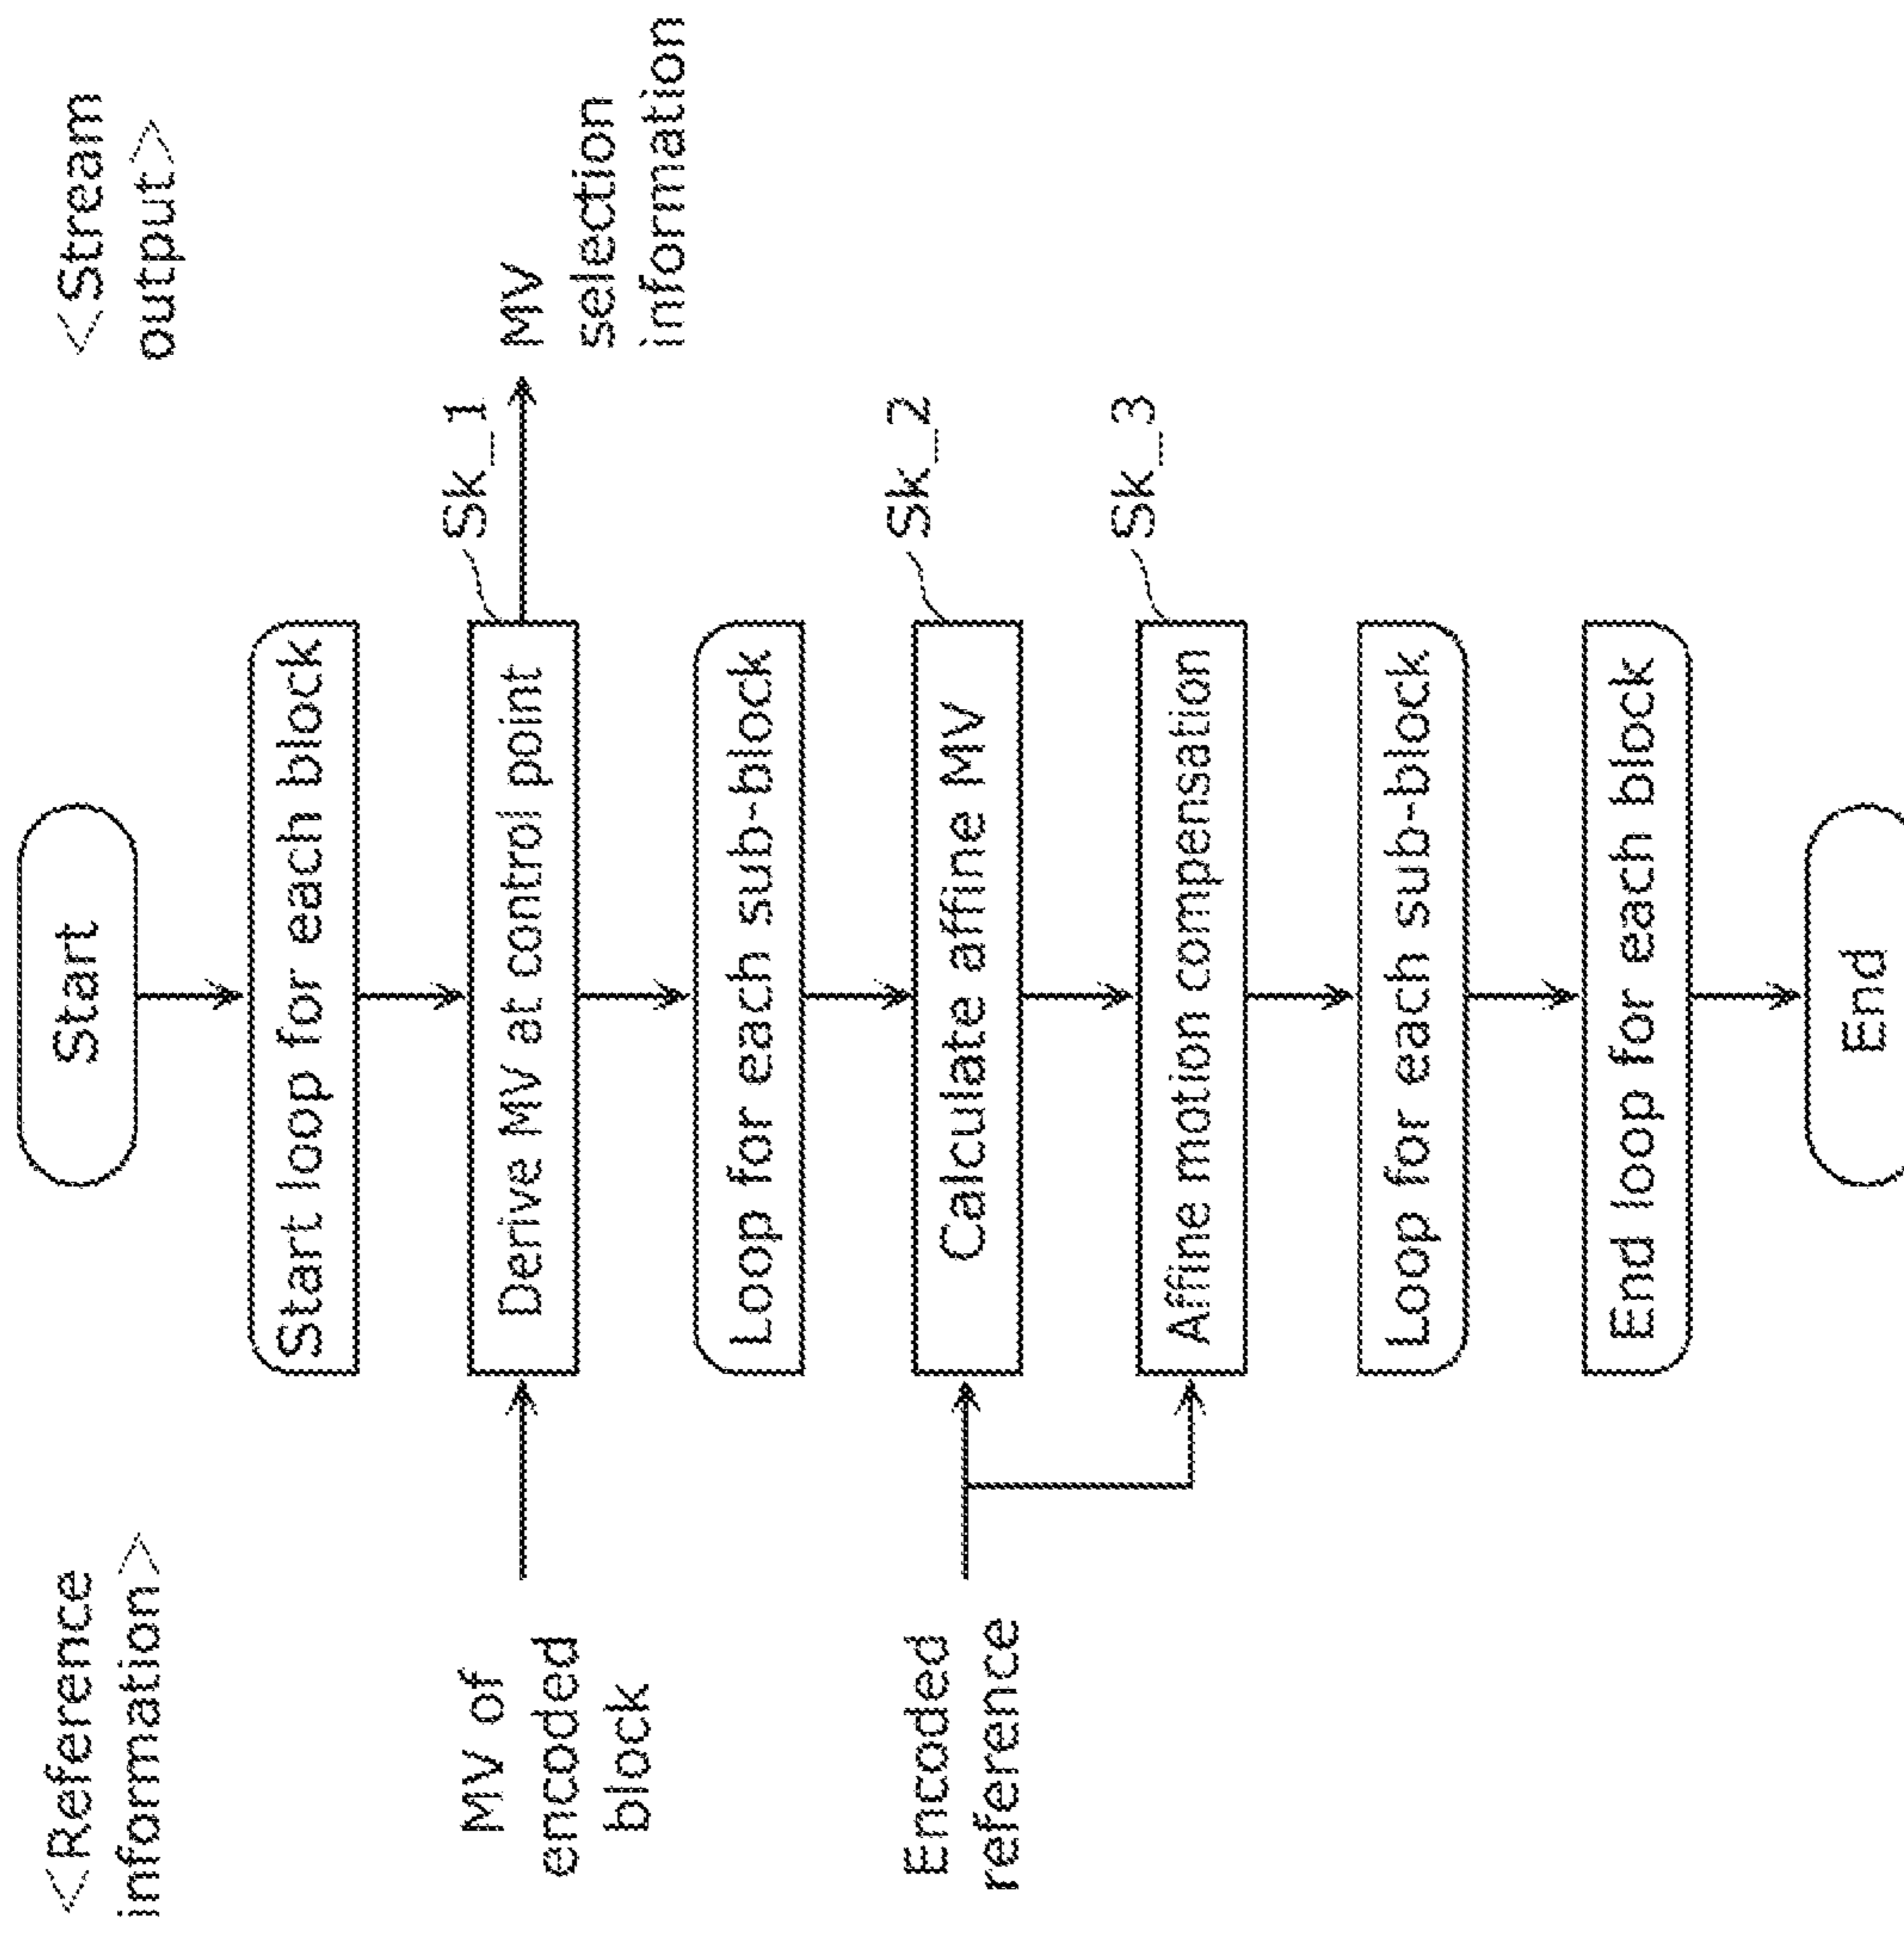 <Reference
information>
<Stream
output>
Start
Start loop for each block
Sk_1
MV of
encoded
block
Derive MV at control point
MV
selection
information
Loop for each sub-block
Sk_2
Encoded
reference
Calculate affine MV
Sk_3
Affine motion compensation
Loop for each sub-block
End loop for each block
End